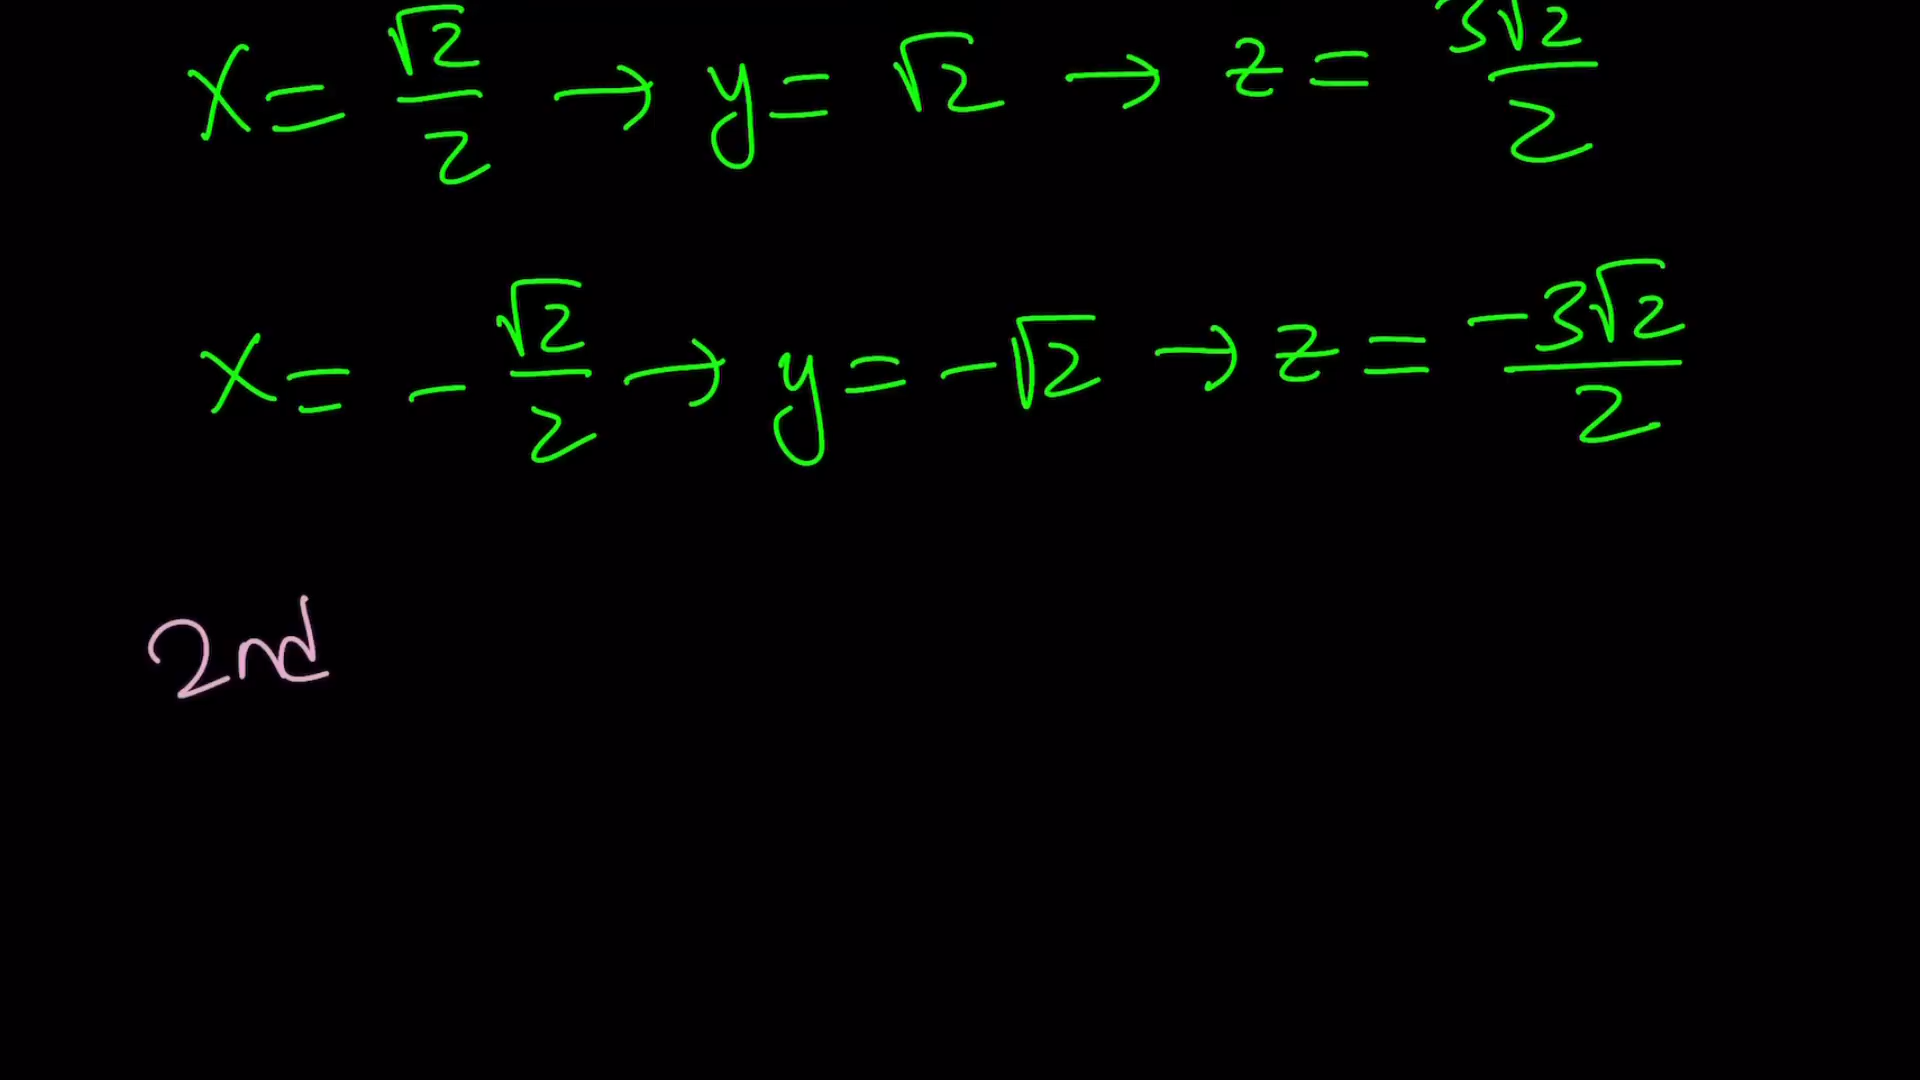 x = √2/2 → y = √2 → z = 3√2/2
x = -√2/2 → y = -√2 → z = -3√2/2
2nd